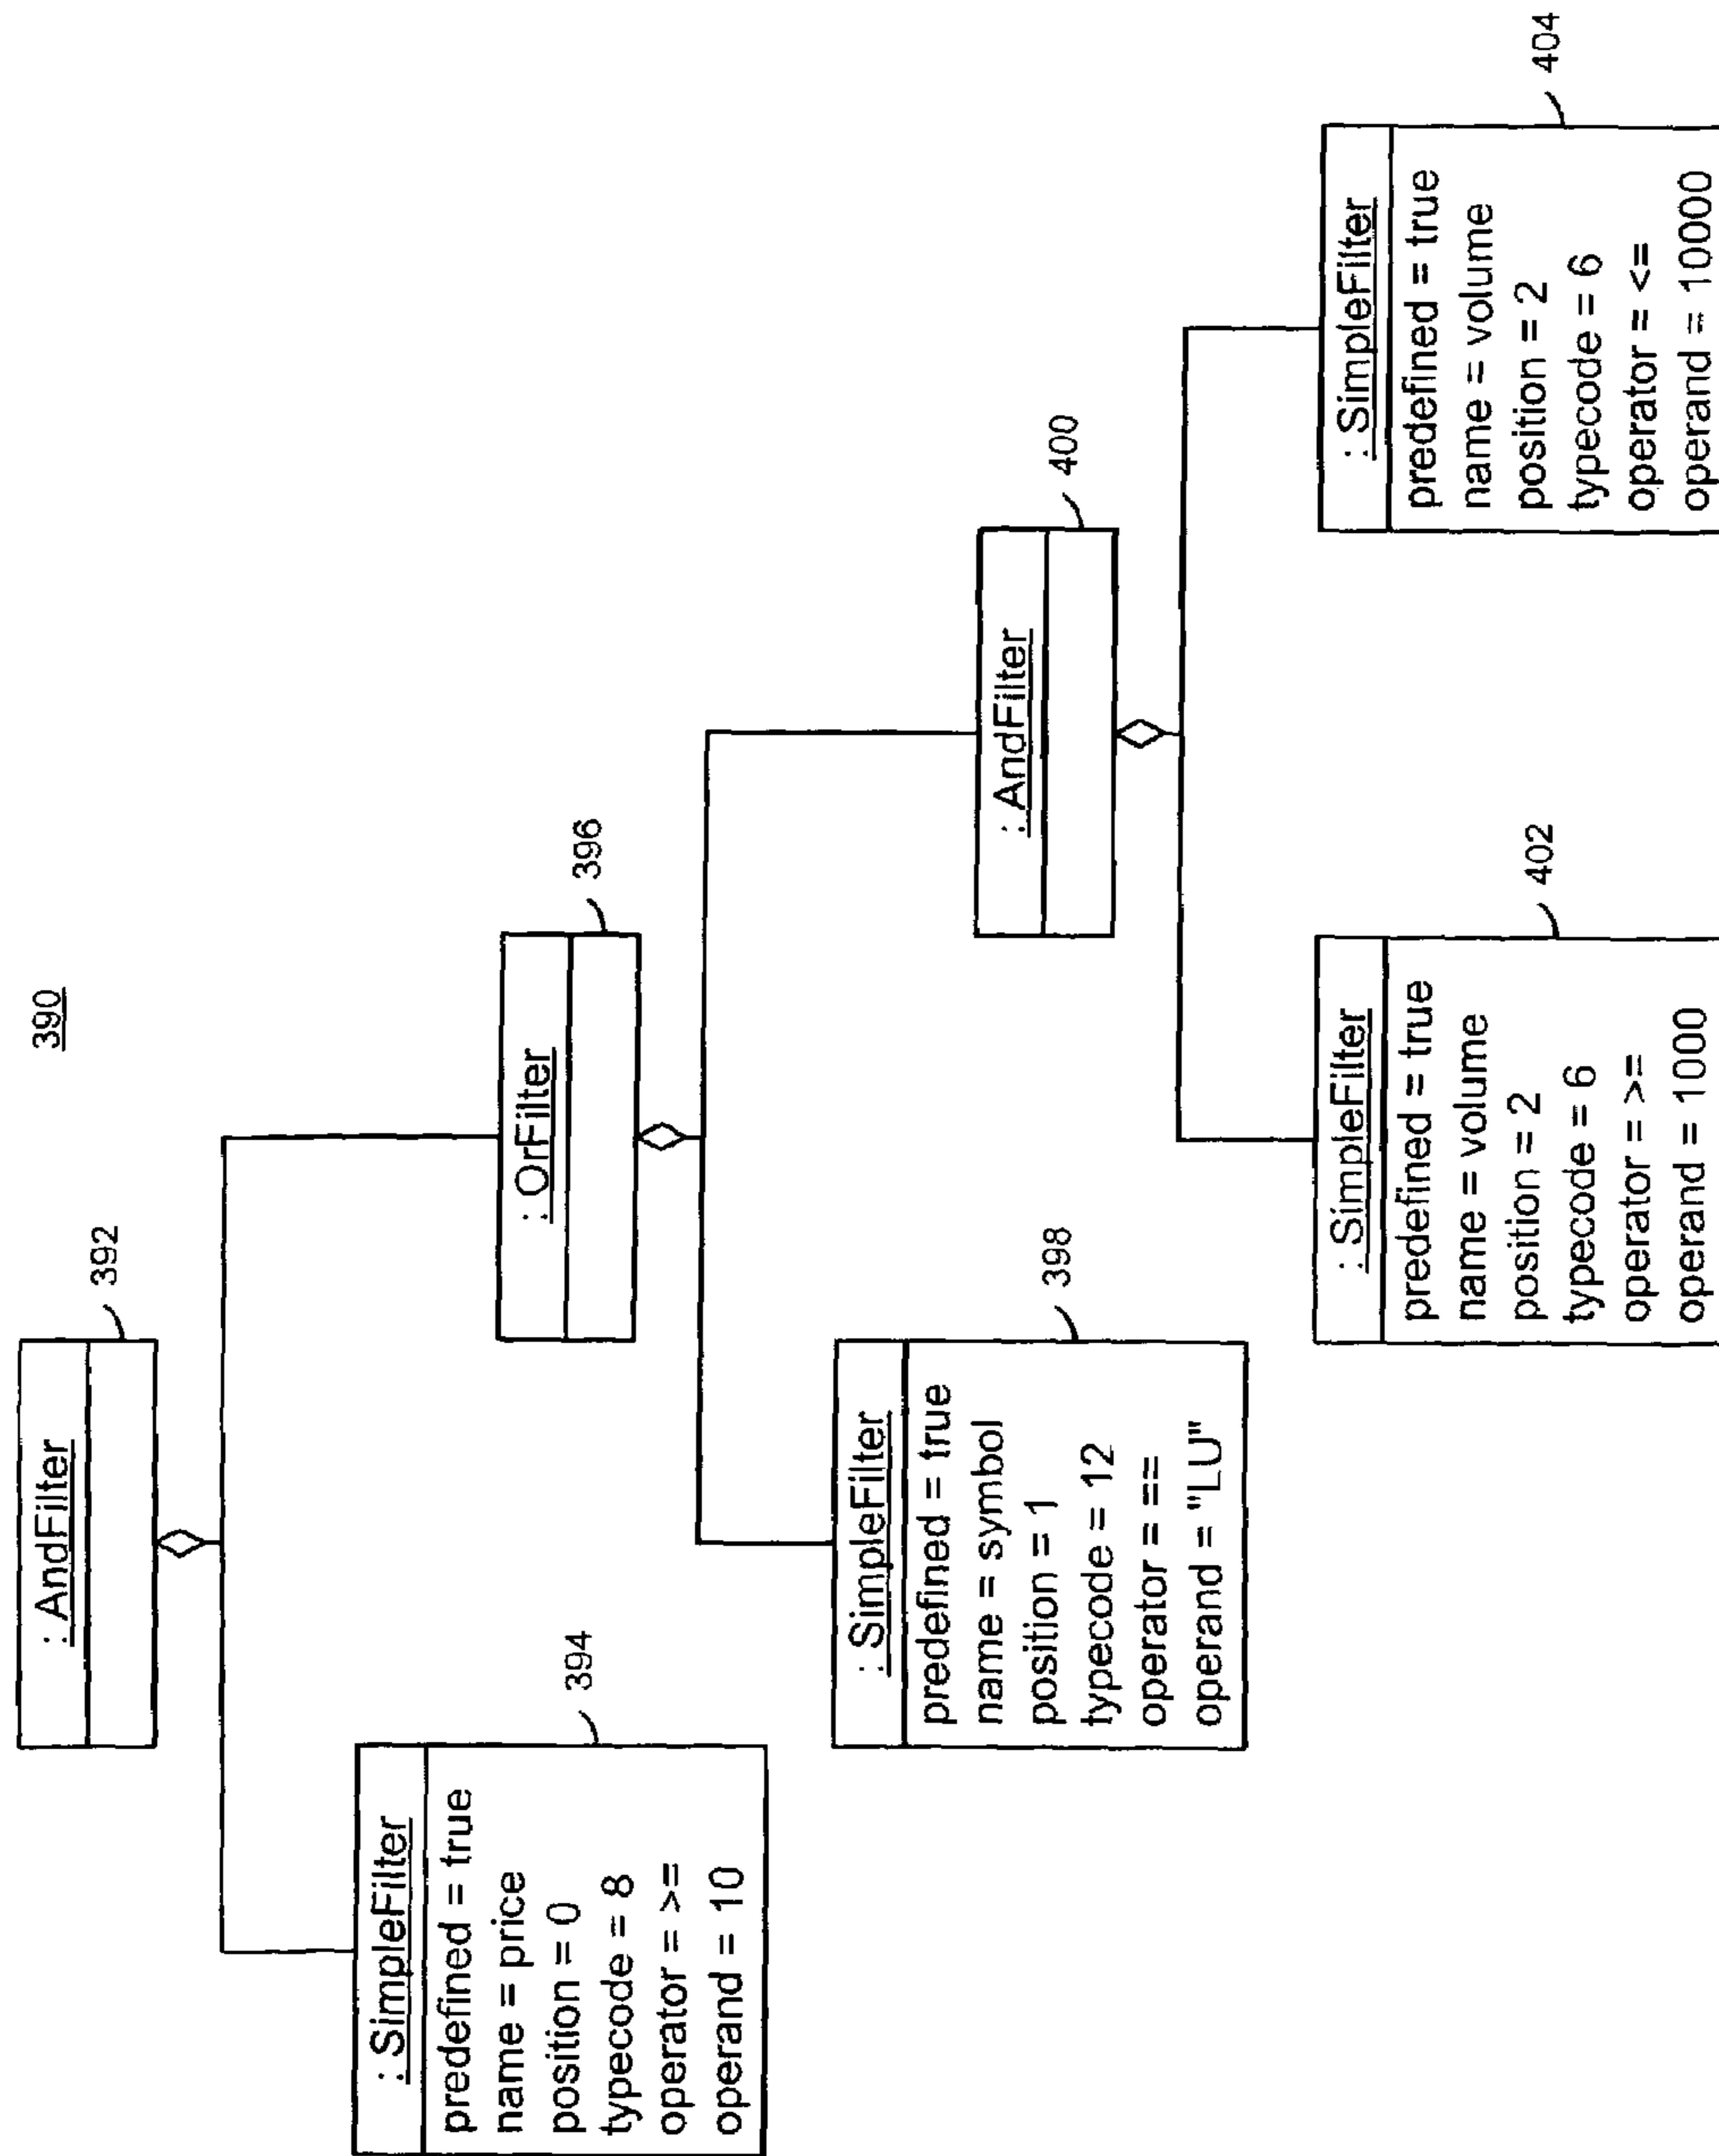 390
: AndFilter
392
: SimpleFilter
predefined = true
name = price
position = 0
typecode = 8
operator = >=
operand = 10
394
: OrFilter
396
: SimpleFilter
predefined = true
name = symbol
position = 1
typecode = 12
operator = ==
operand = "LU"
398
: AndFilter
400
: SimpleFilter
predefined = true
name = volume
position = 2
typecode = 6
operator = >=
operand = 1000
402
: SimpleFilter
predefined = true
name = volume
position = 2
typecode = 6
operator = <=
operand = 10000
404